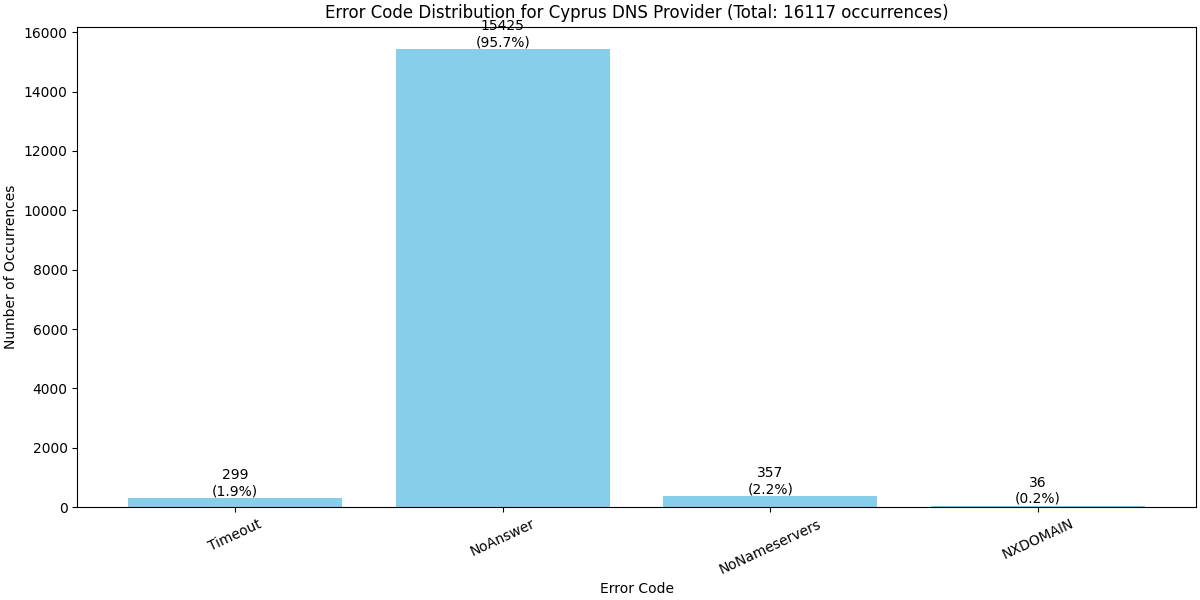 Error Code Distribution for Cyprus DNS Provider (Total: 16117 occurrences)
16000
14000
12000
10000
8000
6000
4000
2000
0
Number of Occurrences
299
(1.9%)
15425
(95.7%)
357
(2.2%)
36
(0.2%)
Timeout
NoAnswer
NoNameservers
NXDOMAIN
Error Code